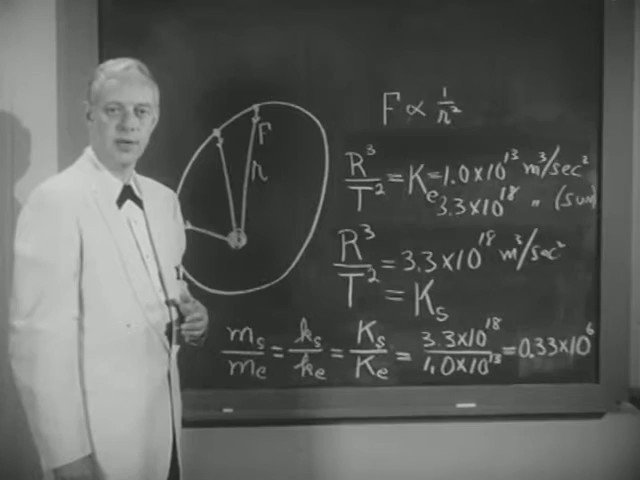 F ∝ 1/r²
F
r
R³/T² = Ke = 1.0×10¹³ m³/sec²
3.3×10¹⁸ " (SUN)
R³/T² = 3.3×10¹⁸ m³/sec²
= Ks
ms/me = ks/ke = Ks/Ke = 3.3×10¹⁸/1.0×10¹³ = 0.33×10⁶